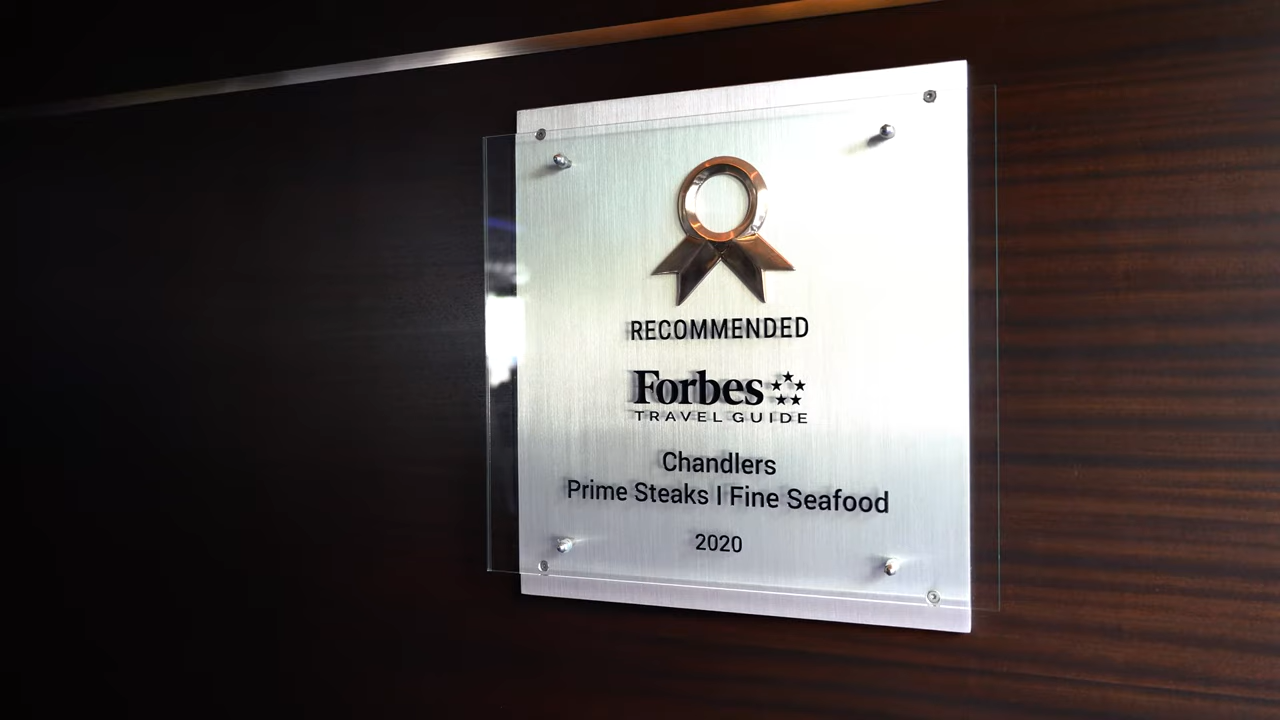 RECOMMENDED
Forbes
TRAVEL GUIDE
Chandlers
Prime Steaks | Fine Seafood
2020